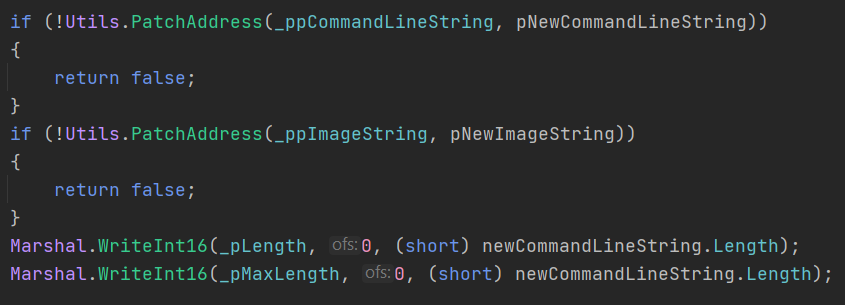 if (!Utils.PatchAddress(_ppCommandLineString, pNewCommandLineString))
{
    return false;
}
if (!Utils.PatchAddress(_ppImageString, pNewImageString))
{
    return false;
}
Marshal.WriteInt16(_pLength, ofs:0, (short) newCommandLineString.Length);
Marshal.WriteInt16(_pMaxLength, ofs:0, (short) newCommandLineString.Length);